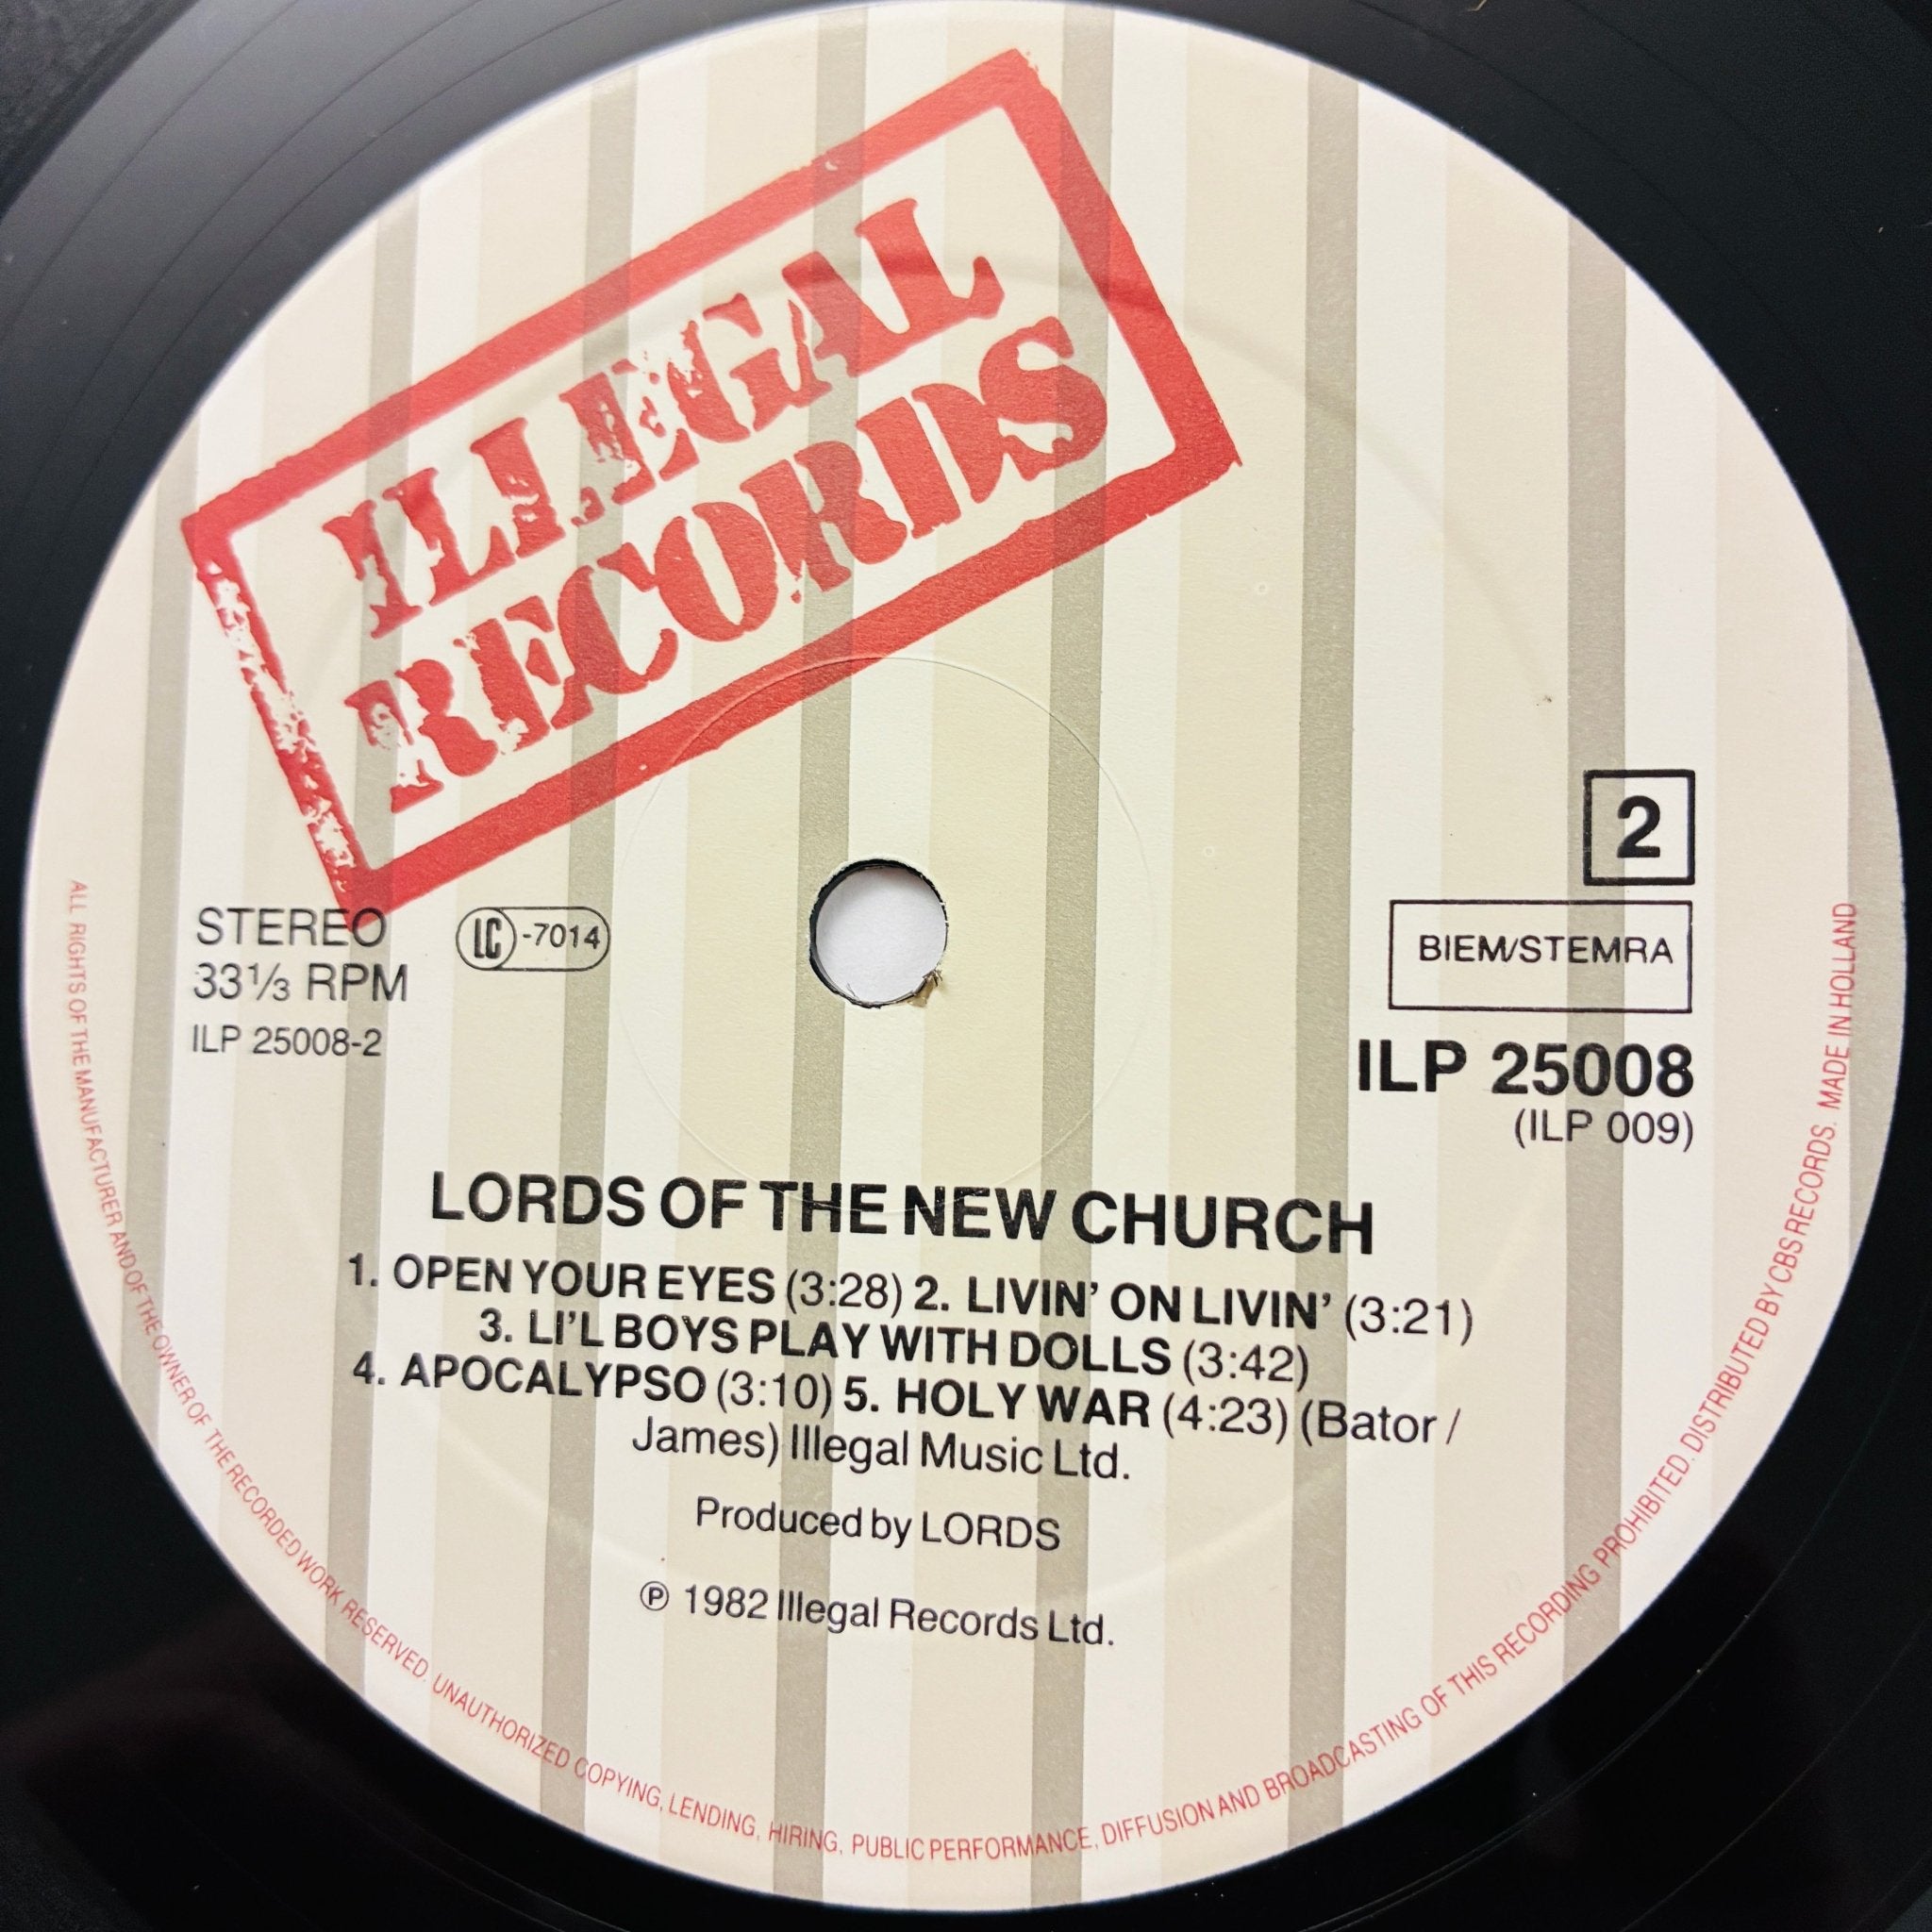 ILLEGAL
RECORDS
2
STEREO
LC -7014
BIEM/STEMRA
33⅓ RPM
ILP 25008-2
ILP 25008
(ILP 009)
LORDS OF THE NEW CHURCH
1. OPEN YOUR EYES (3:28) 2. LIVIN' ON LIVIN' (3:21)
3. LI'L BOYS PLAY WITH DOLLS (3:42)
4. APOCALYPSO (3:10) 5. HOLY WAR (4:23) (Bator /
James) Illegal Music Ltd.
Produced by LORDS
℗ 1982 Illegal Records Ltd.
ALL RIGHTS OF THE MANUFACTURER AND OF THE OWNER OF THE RECORDED WORK RESERVED. UNAUTHORIZED COPYING, LENDING, HIRING, PUBLIC PERFORMANCE, DIFFUSION AND BROADCASTING OF THIS RECORDING PROHIBITED. DISTRIBUTED BY CBS RECORDS. MADE IN HOLLAND